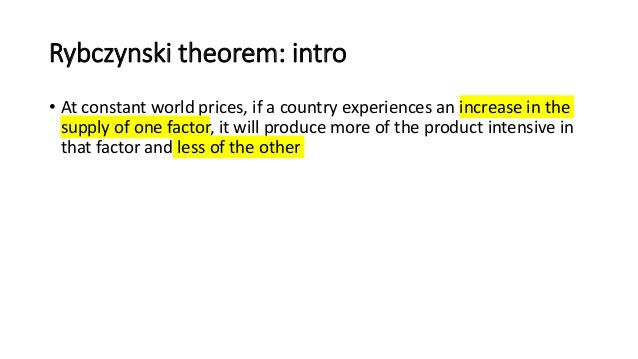 Rybczynski theorem: intro
• At constant world prices, if a country experiences an increase in the
supply of one factor, it will produce more of the product intensive in
that factor and less of the other